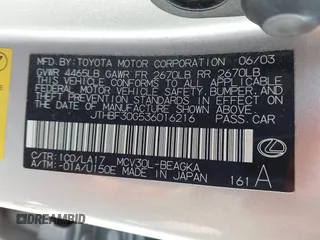 MFD.BY: TOYOTA MOTOR CORPORATION 06/03
GVWR 4465LB GAWR FR 2670LB RR 2670LB
THIS VEHICLE CONFORMS TO ALL APPLICABLE
FEDERAL MOTOR VEHICLE SAFETY, BUMPER, AND
THEFT PREVENTION STANDARDS IN EFFECT ON
THE DATE OF MANUFACTURE SHOWN ABOVE.
JTHBF30G536016216 PASS.CAR
C/TR: 1C0/LA17 MCV30L-BEAGKA
A/TM: -01A/U150E MADE IN JAPAN
161 A
AUTOBIDMASTER